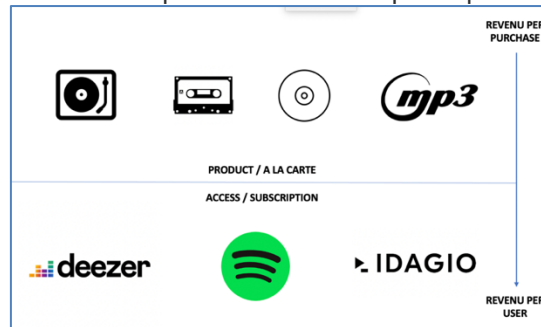 REVENU PER
PURCHASE
mp3
PRODUCT / A LA CARTE
ACCESS / SUBSCRIPTION
deezer
IDAGIO
REVENU PER
USER